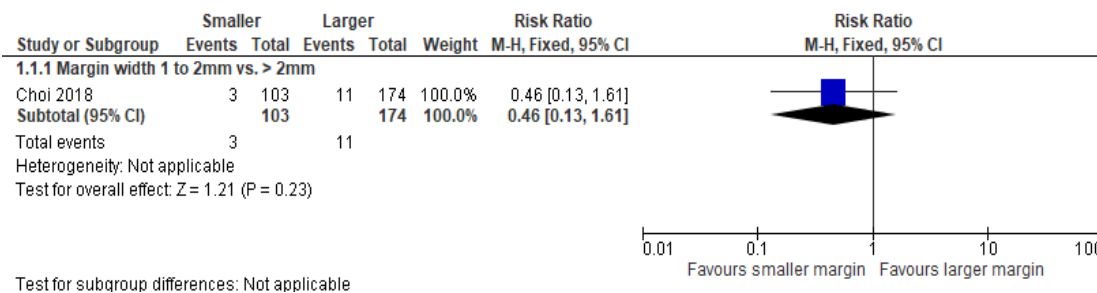 Smaller Larger Risk Ratio Risk Ratio
Study or Subgroup Events Total Events Total Weight M-H, Fixed, 95% CI M-H, Fixed, 95% CI
1.1.1 Margin width 1 to 2mm vs. > 2mm
Choi 2018 3 103 11 174 100.0% 0.46 [0.13, 1.61]
Subtotal (95% CI) 103 174 100.0% 0.46 [0.13, 1.61]
Total events 3 11
Heterogeneity: Not applicable
Test for overall effect: Z = 1.21 (P = 0.23)
0.01 0.1 1 10 100
Favours smaller margin Favours larger margin
Test for subgroup differences: Not applicable